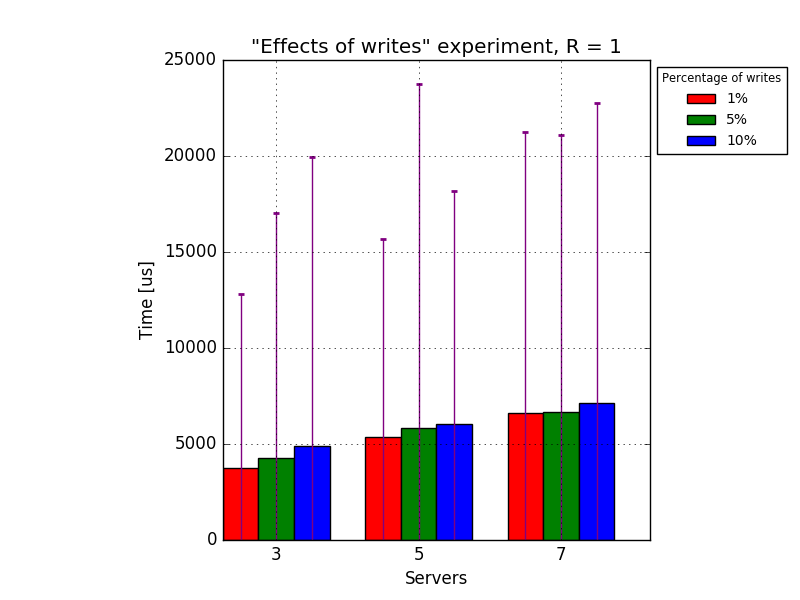 "Effects of writes" experiment, R = 1
25000
20000
15000
10000
5000
0
Time [us]
3 5 7
Servers
Percentage of writes
1%
5%
10%